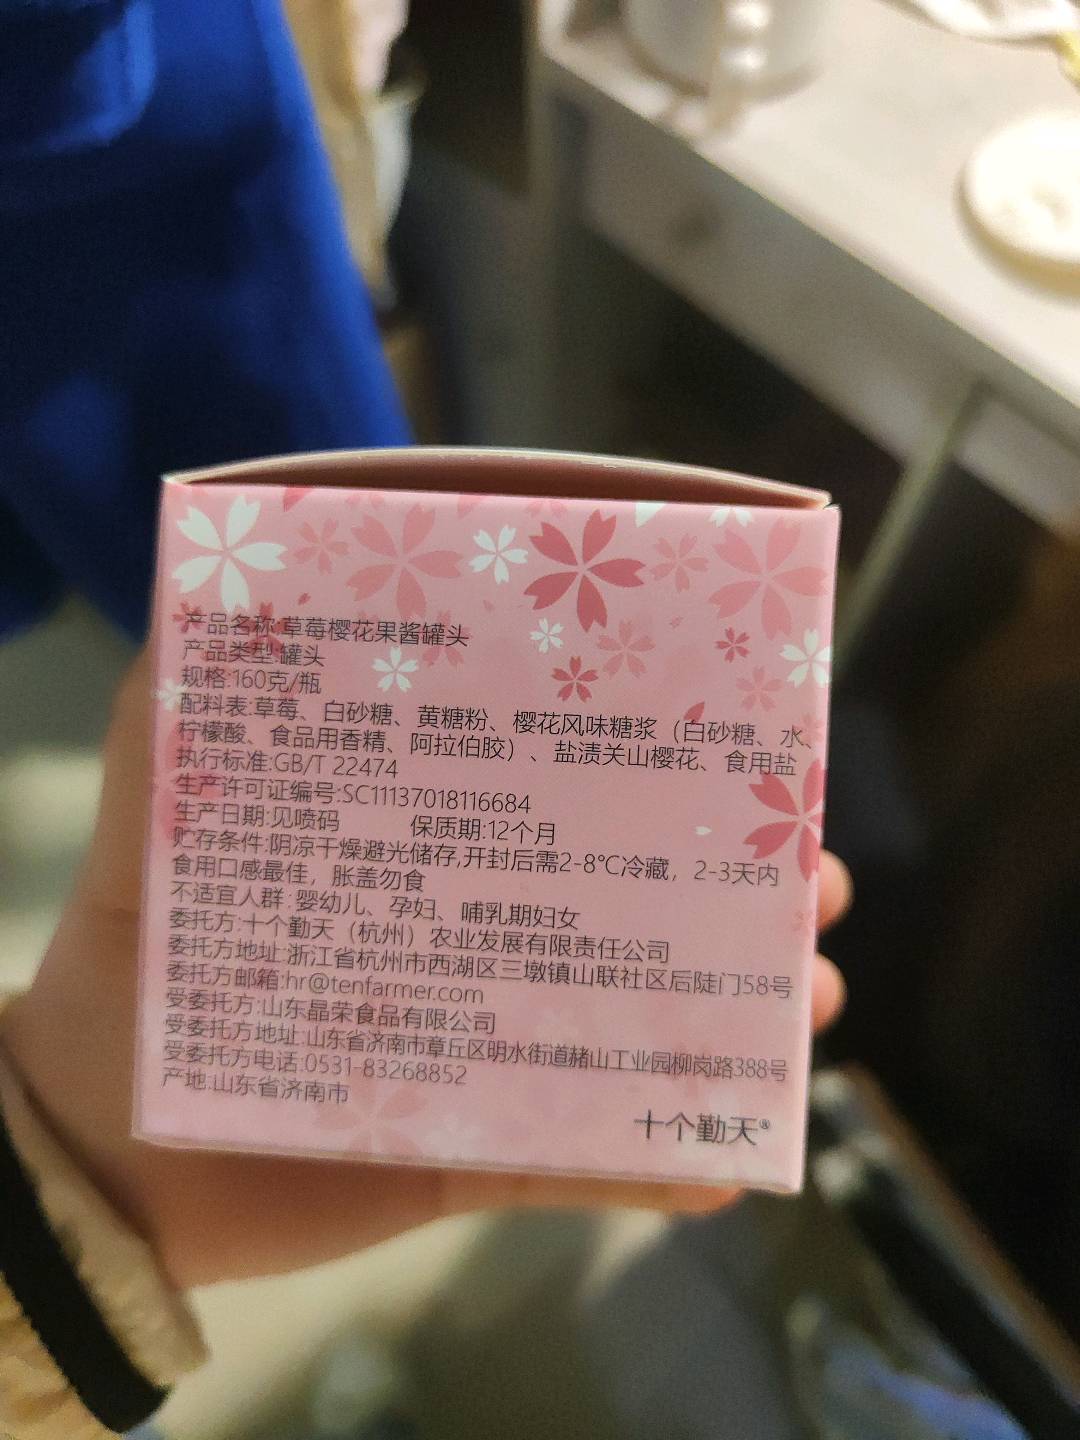 产品名称:草莓樱花果酱罐头
产品类型:罐头
规格:160克/瓶
配料表:草莓、白砂糖、黄糖粉、樱花风味糖浆（白砂糖、水、
柠檬酸、食品用香精、阿拉伯胶）、盐渍关山樱花、食用盐
执行标准:GB/T 22474
生产许可证编号:SC11137018116684
生产日期:见喷码 保质期:12个月
贮存条件:阴凉干燥避光储存,开封后需2-8℃冷藏，2-3天内
食用口感最佳，胀盖勿食
不适宜人群:婴幼儿、孕妇、哺乳期妇女
委托方:十个勤天（杭州）农业发展有限责任公司
委托方地址:浙江省杭州市西湖区三墩镇山联社区后陡门58号
委托方邮箱:hr@tenfarmer.com
受委托方:山东晶荣食品有限公司
受委托方地址:山东省济南市章丘区明水街道赭山工业园柳岗路388号
受委托方电话:0531-83268852
产地:山东省济南市
十个勤天®